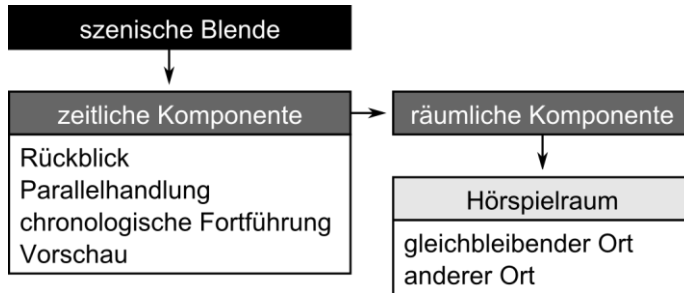 szenische Blende
zeitliche Komponente
Rückblick
Parallelhandlung
chronologische Fortführung
Vorschau
räumliche Komponente
Hörspielraum
gleichbleibender Ort
anderer Ort